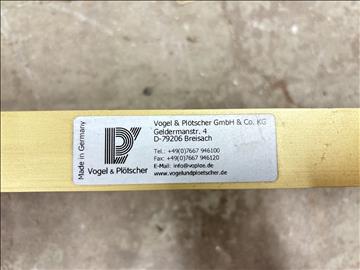 Made in Germany
Vogel & Plötscher
Vogel & Plötscher GmbH & Co. KG
Geldermanstr. 4
D-79206 Breisach
Tel.: +49(0)7667 946100
Fax: +49(0)7667 946120
E-Mail: info@voploe.de
www.vogelundploetscher.de